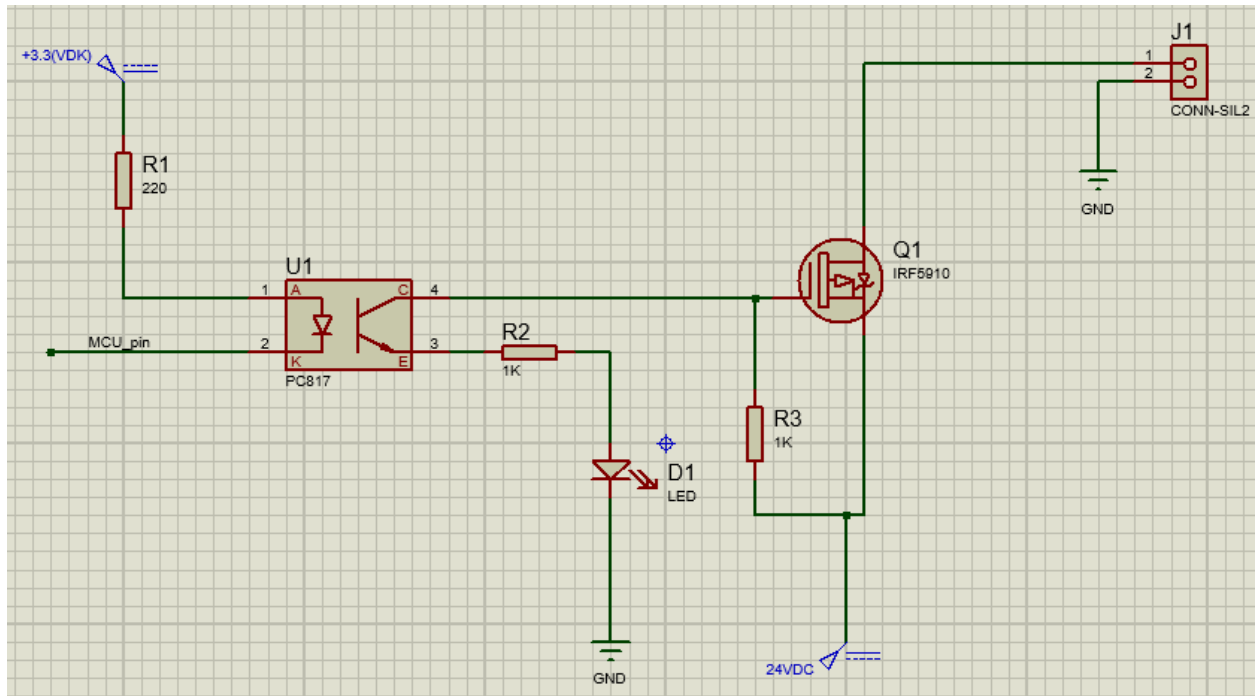 J1
1
2
CONN-SIL2
GND
+3.3(VDK)
R1
220
U1
1
A
C
4
MCU_pin
2
K
E
3
PC817
R2
1K
Q1
IRF5910
R3
1K
D1
LED
GND
24VDC